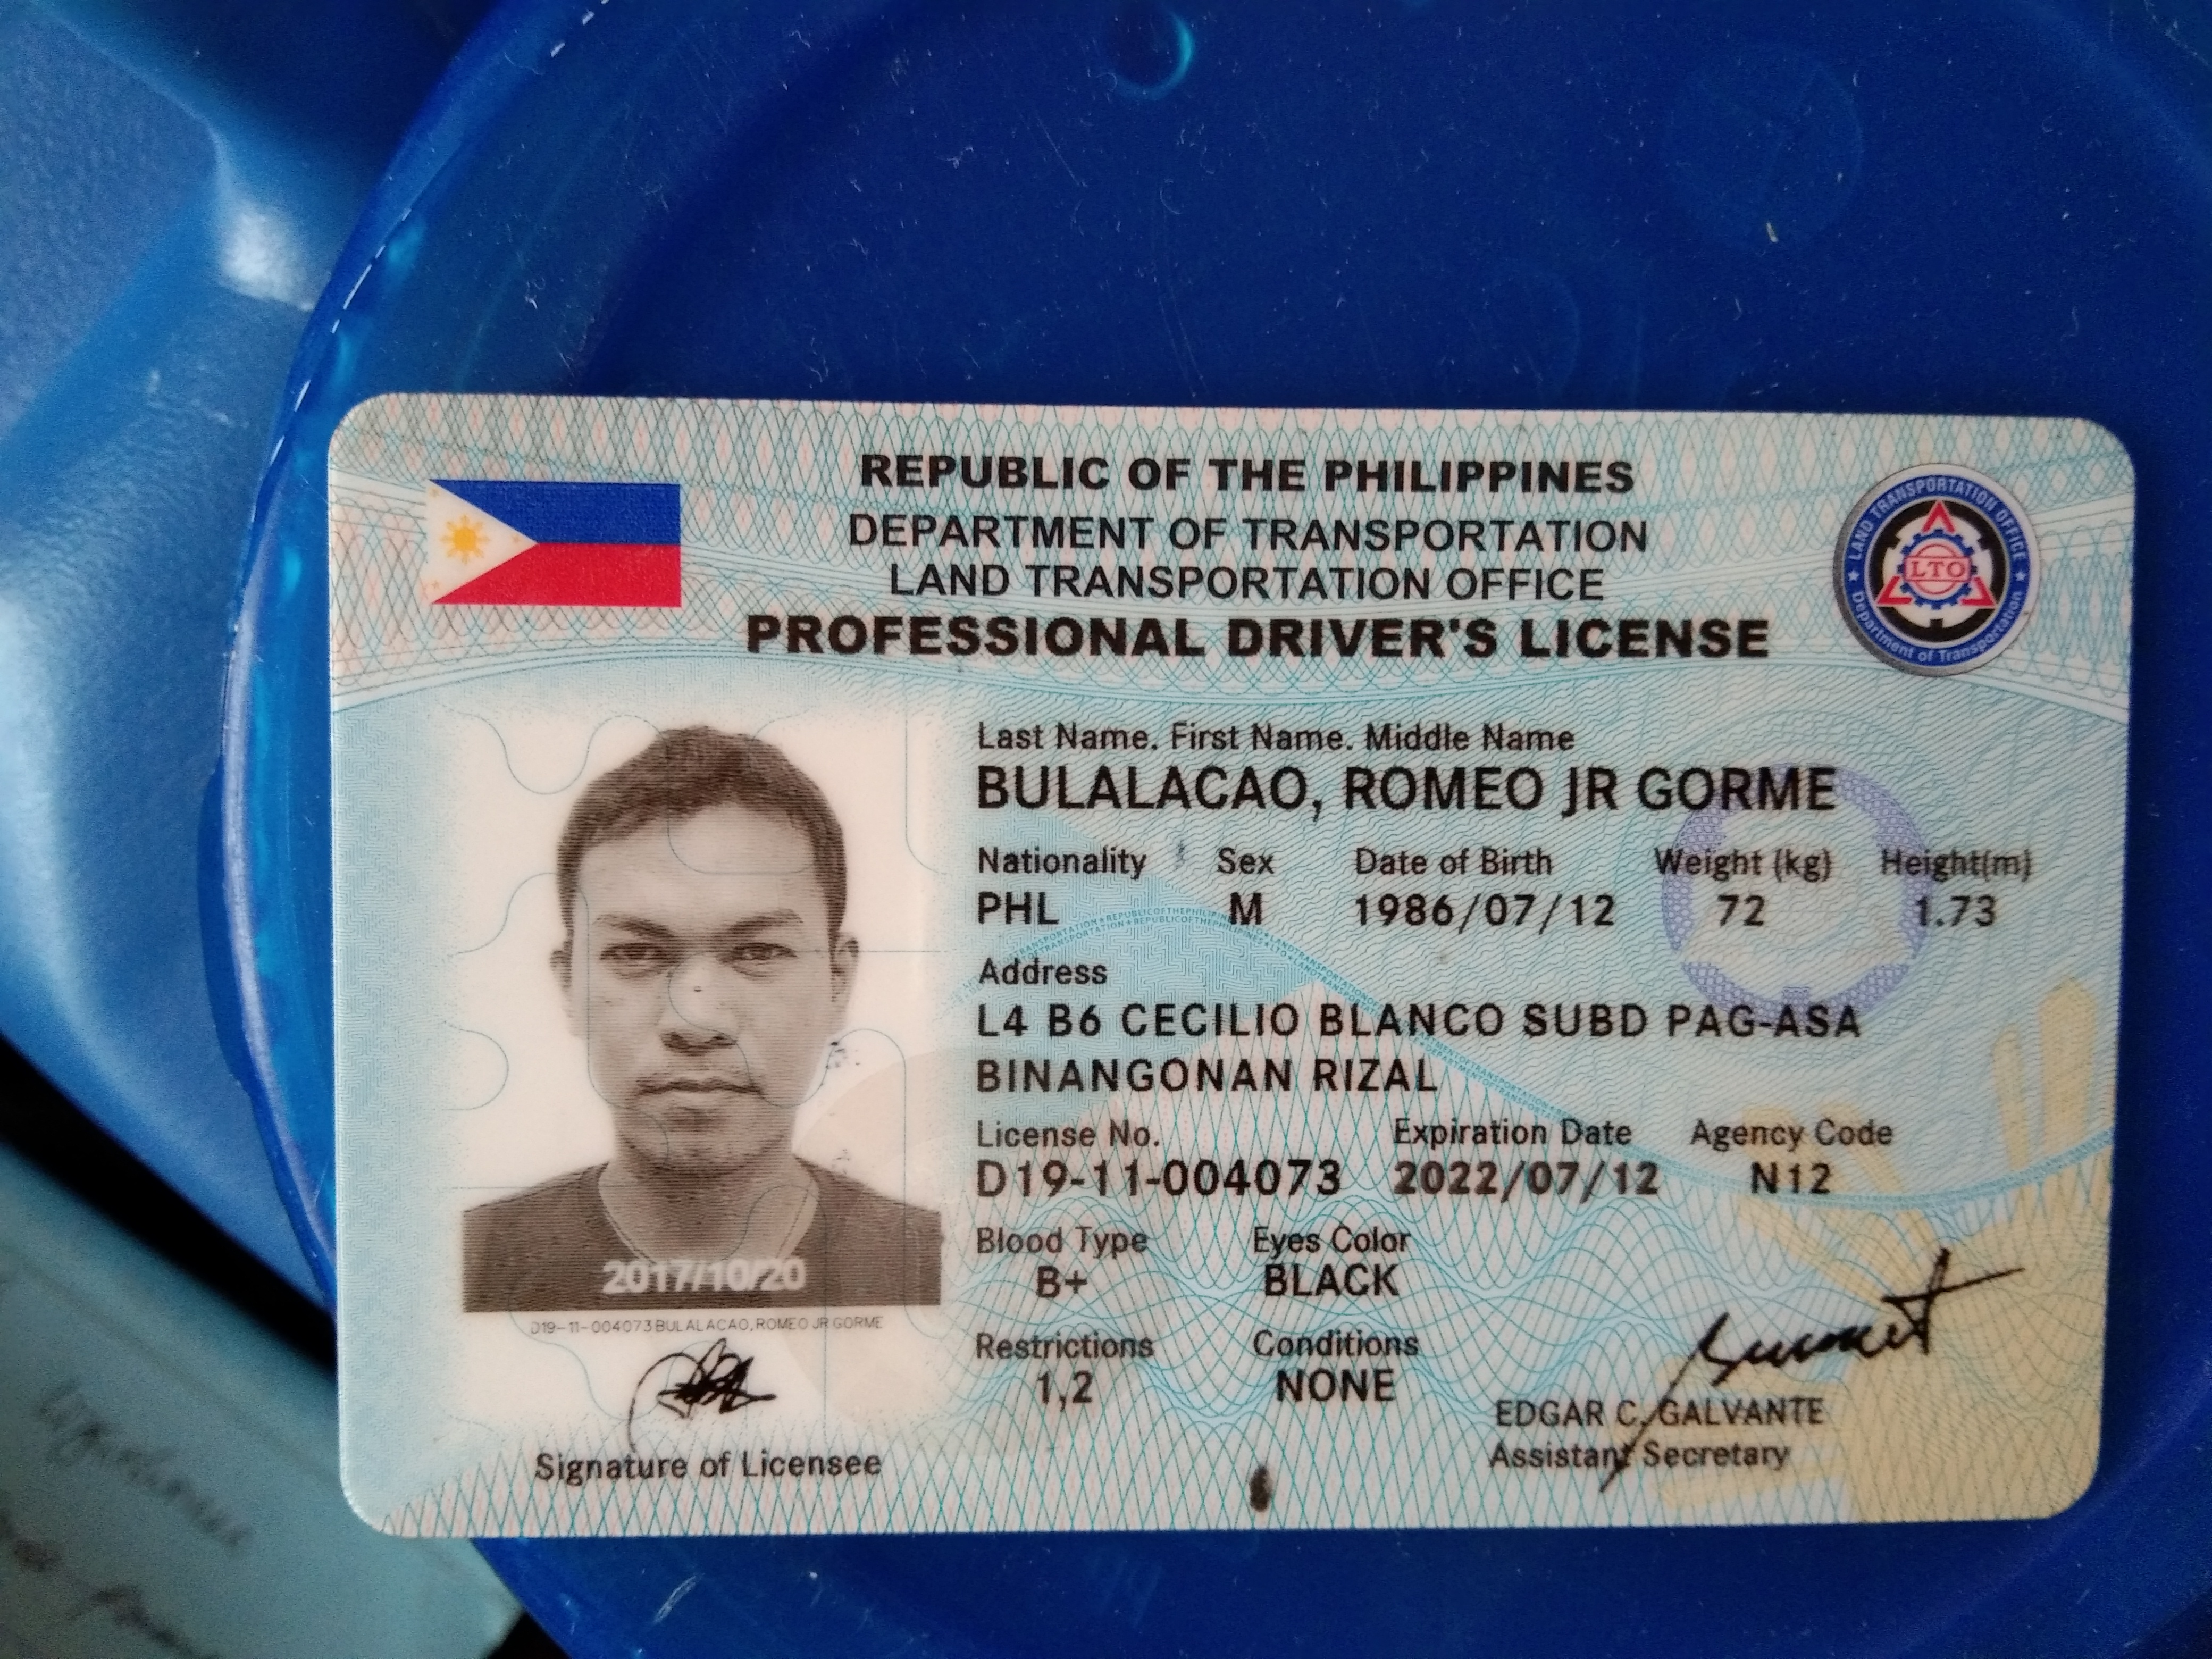 REPUBLIC OF THE PHILIPPINES
DEPARTMENT OF TRANSPORTATION
LAND TRANSPORTATION OFFICE
PROFESSIONAL DRIVER'S LICENSE
LAND TRANSPORTATION OFFICE
LTO
Department of Transportation
Last Name. First Name. Middle Name
BULALACAO, ROMEO JR GORME
Nationality Sex Date of Birth Weight (kg) Height(m)
PHL M 1986/07/12 72 1.73
Address
L4 B6 CECILIO BLANCO SUBD PAG-ASA
BINANGONAN RIZAL
License No. Expiration Date Agency Code
D19-11-004073 2022/07/12 N12
Blood Type Eyes Color
B+ BLACK
Restrictions Conditions
1,2 NONE
2017/10/20
D19-11-004073 BULALACAO, ROMEO JR GORME
Signature of Licensee
EDGAR C. GALVANTE
Assistant Secretary